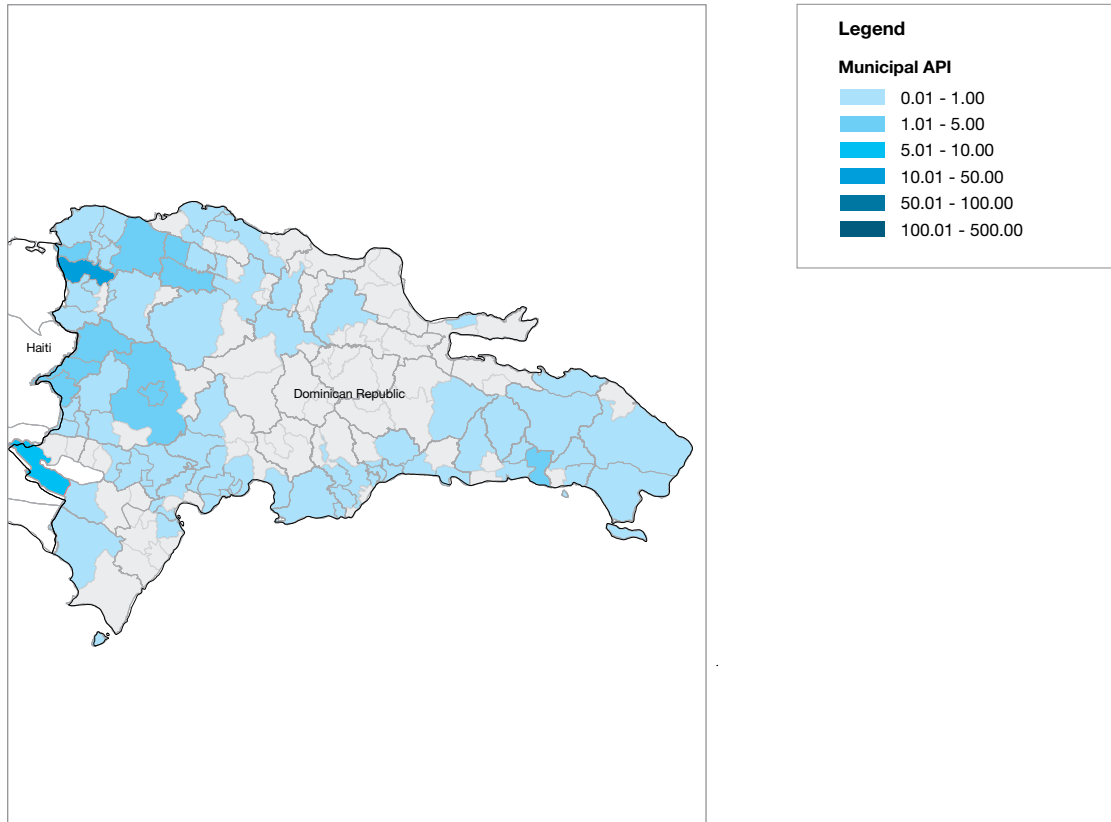 Legend
Municipal API
0.01 - 1.00
1.01 - 5.00
5.01 - 10.00
10.01 - 50.00
50.01 - 100.00
100.01 - 500.00
Haiti
Dominican Republic